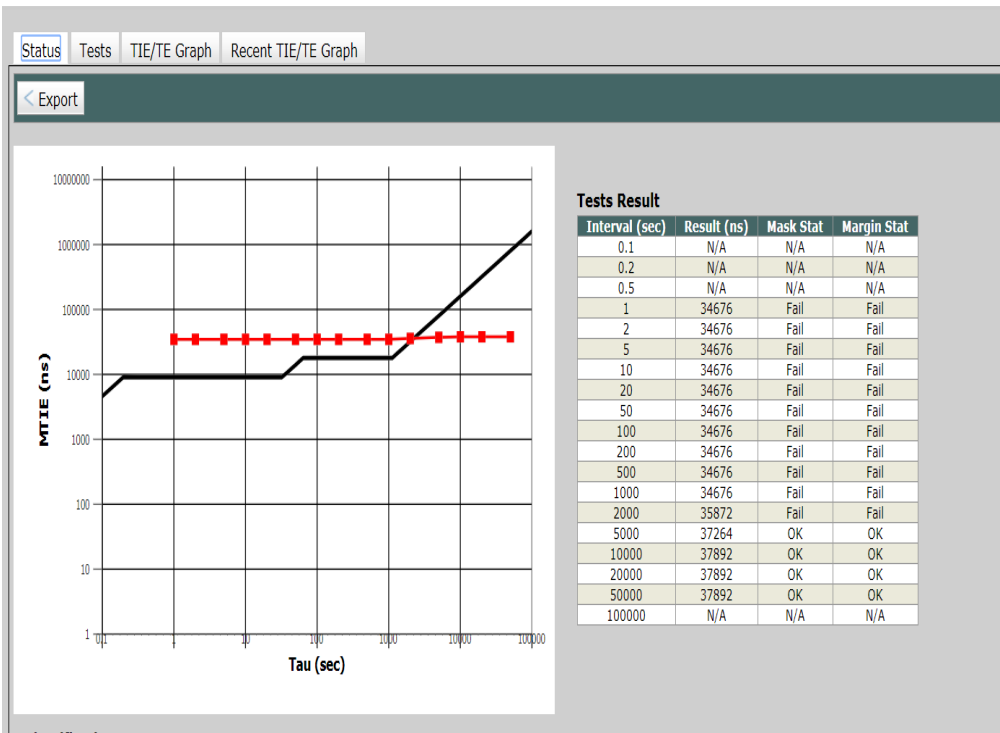 Status Tests TIE/TE Graph Recent TIE/TE Graph
< Export
10000000
1000000
100000
10000
1000
100
10
1
MTIE (ns)
0.1 1 10 100 1000 10000 100000
Tau (sec)
Tests Result
Interval (sec) Result (ns) Mask Stat Margin Stat
0.1 N/A N/A N/A
0.2 N/A N/A N/A
0.5 N/A N/A N/A
1 34676 Fail Fail
2 34676 Fail Fail
5 34676 Fail Fail
10 34676 Fail Fail
20 34676 Fail Fail
50 34676 Fail Fail
100 34676 Fail Fail
200 34676 Fail Fail
500 34676 Fail Fail
1000 34676 Fail Fail
2000 35872 Fail Fail
5000 37264 OK OK
10000 37892 OK OK
20000 37892 OK OK
50000 37892 OK OK
100000 N/A N/A N/A